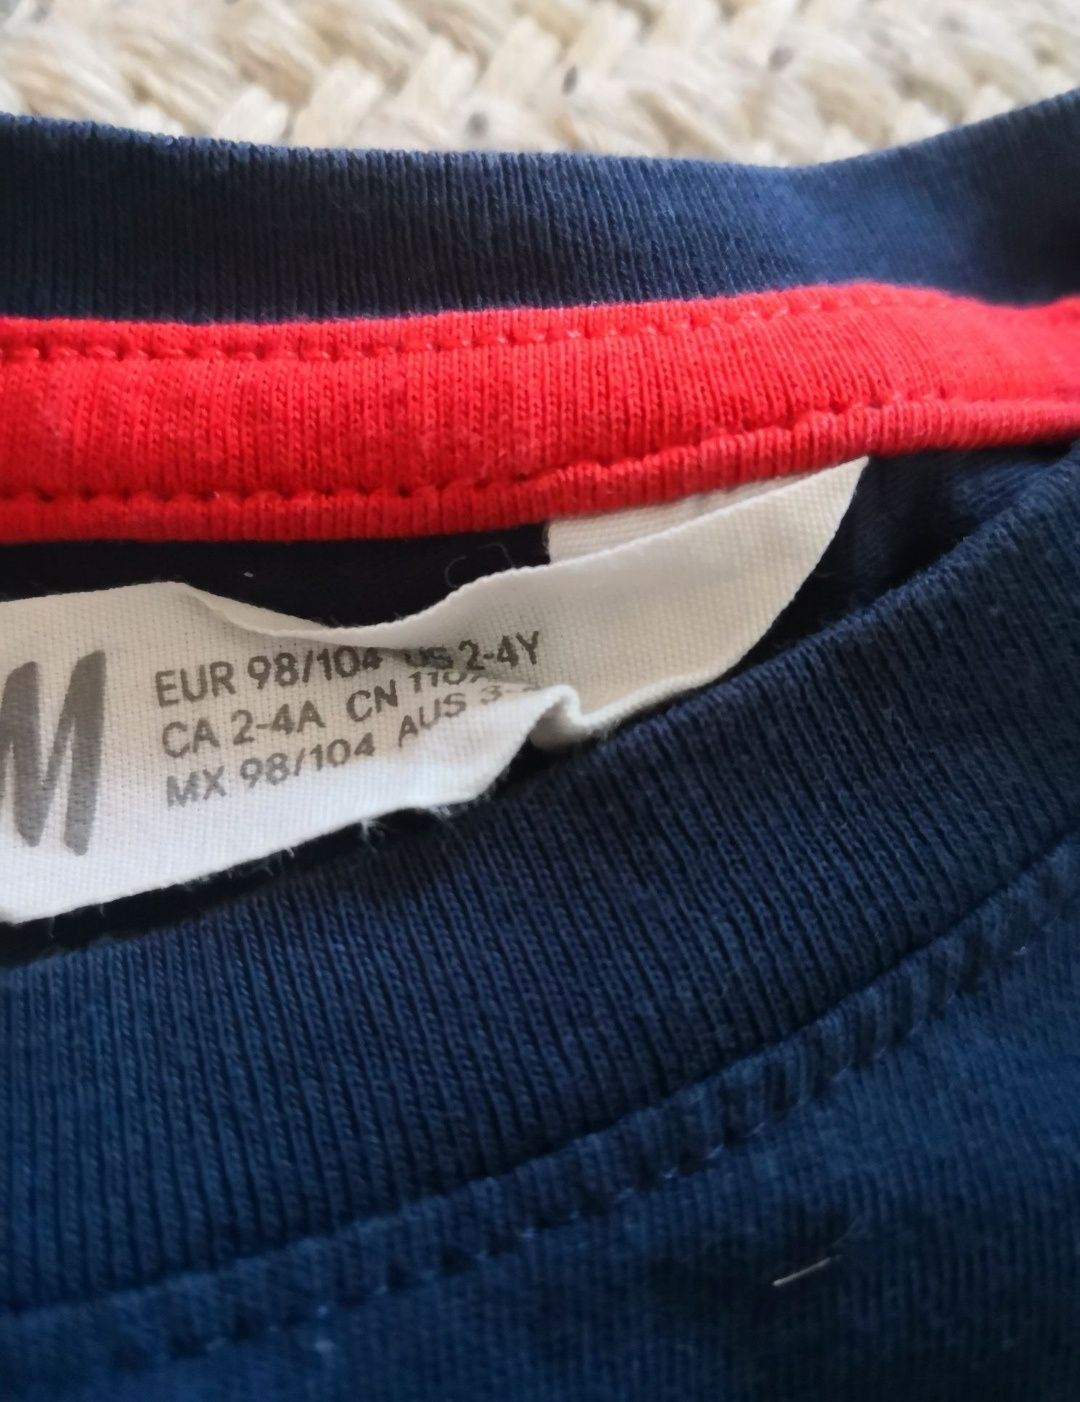 M
EUR 98/104 US 2-4Y
CA 2-4A CN
MX 98/104 AUS